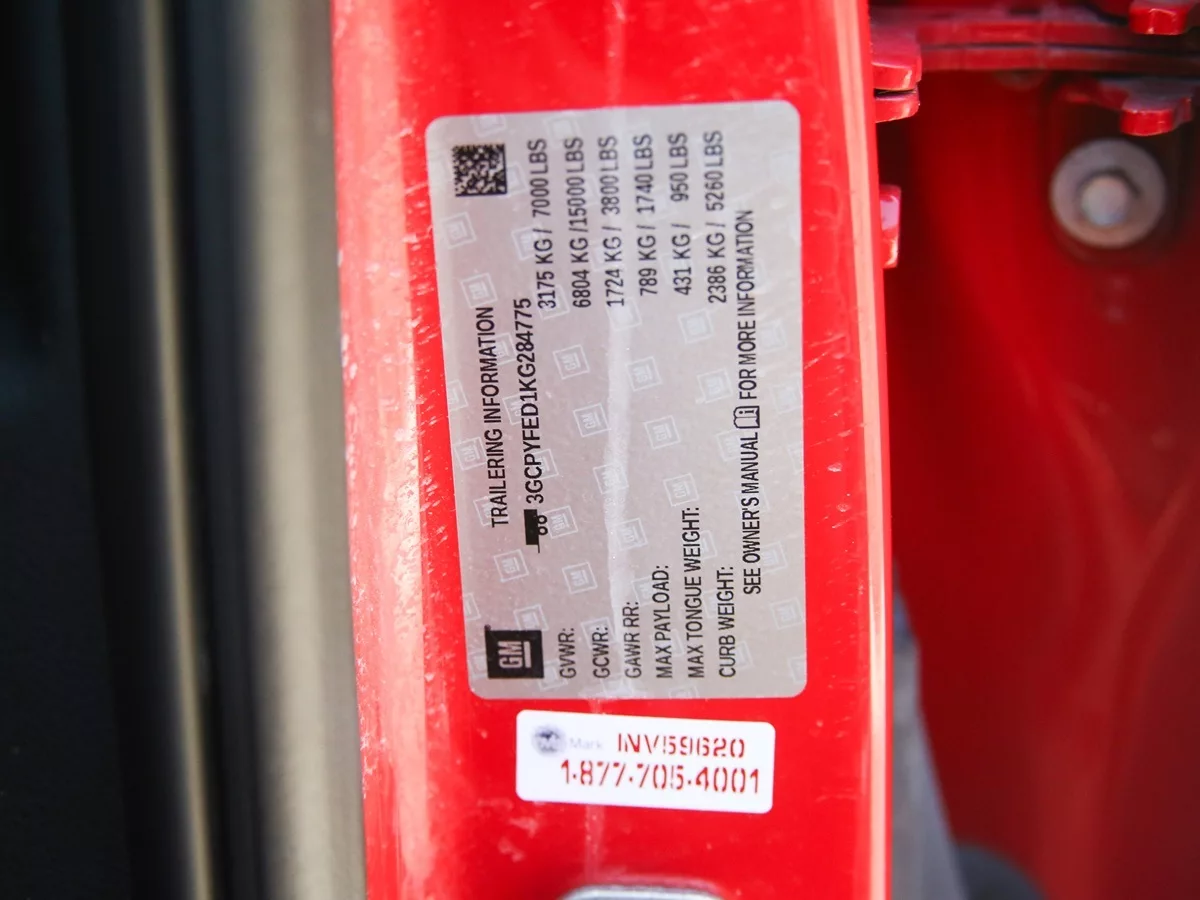 GM
TRAILERING INFORMATION
3GCPYFED1KG284775
GVWR: 3175 KG / 7000 LBS
GCWR: 6804 KG / 15000 LBS
GAWR RR: 1724 KG / 3800 LBS
MAX PAYLOAD: 789 KG / 1740 LBS
MAX TONGUE WEIGHT: 431 KG / 950 LBS
CURB WEIGHT: 2386 KG / 5260 LBS
SEE OWNER'S MANUAL FOR MORE INFORMATION
Mark INV59620
1-877-705-4001